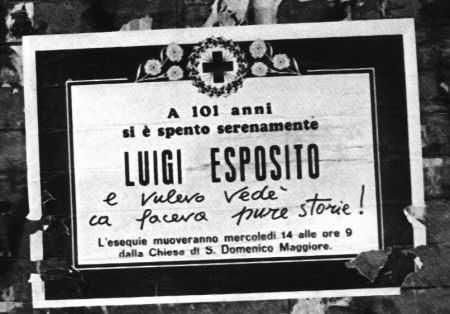 A 101 anni
si è spento serenamente
LUIGI ESPOSITO
e vulevo vedè
ca faceva pure storie!
L'esequie muoveranno mercoledì 14 alle ore 9
dalla Chiesa di S. Domenico Maggiore.